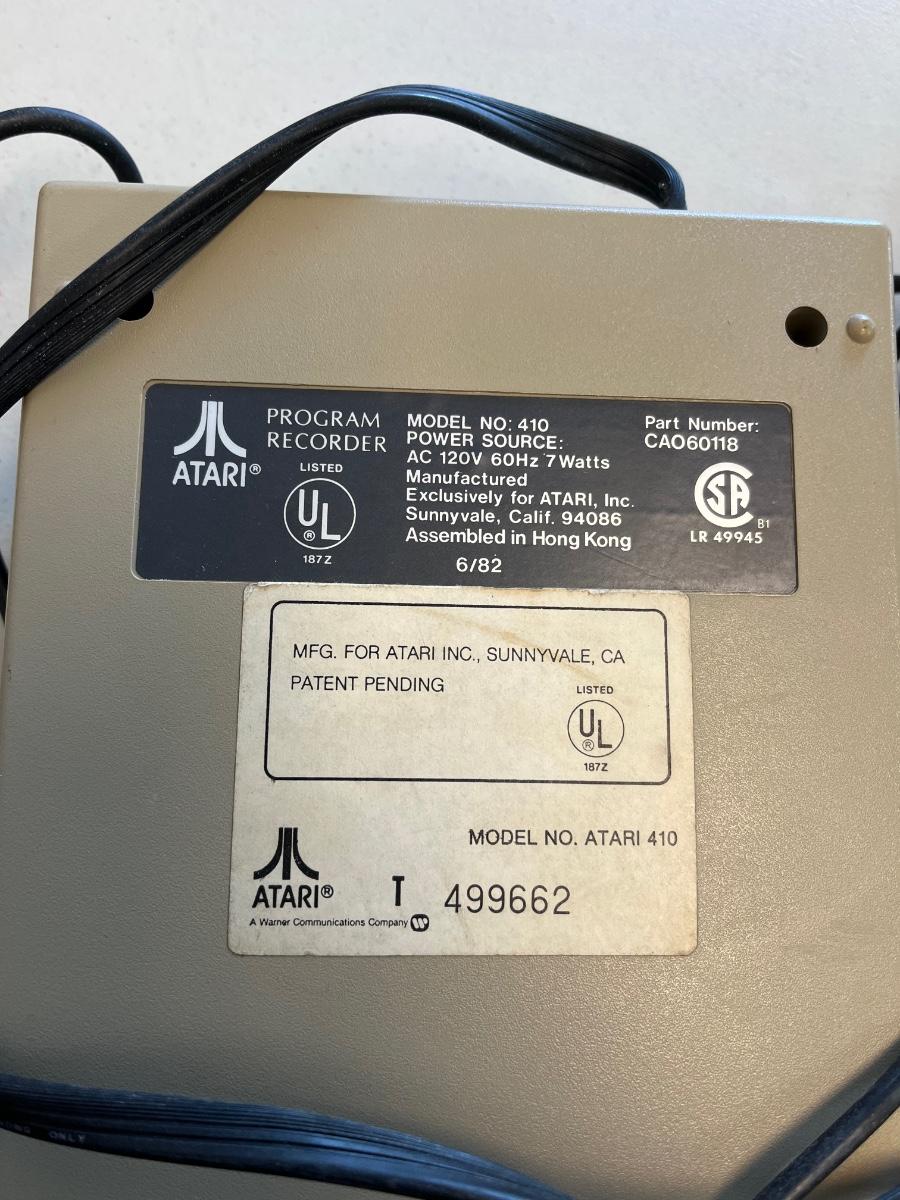 ATARI®
PROGRAM
RECORDER
LISTED
UL
®
187Z
MODEL NO: 410
POWER SOURCE:
AC 120V 60Hz 7Watts
Manufactured
Exclusively for ATARI, Inc.
Sunnyvale, Calif. 94086
Assembled in Hong Kong
6/82
Part Number:
CAO60118
SA
B1
LR 49945
MFG. FOR ATARI INC., SUNNYVALE, CA
PATENT PENDING
LISTED
UL
®
187Z
MODEL NO. ATARI 410
ATARI®
T 499662
A Warner Communications Company